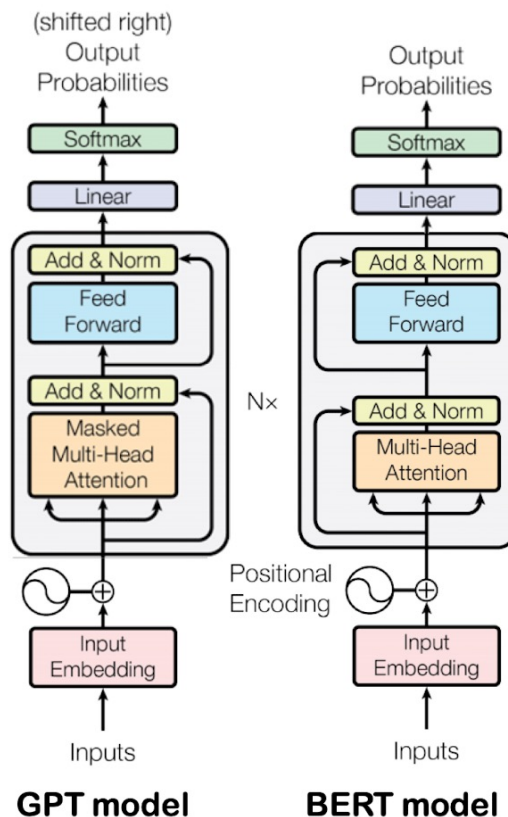 (shifted right)
Output
Probabilities
Softmax
Linear
Add & Norm
Feed
Forward
Add & Norm
Masked
Multi-Head
Attention
Input
Embedding
Inputs
GPT model
N×
Positional
Encoding
Output
Probabilities
Softmax
Linear
Add & Norm
Feed
Forward
Add & Norm
Multi-Head
Attention
Input
Embedding
Inputs
BERT model